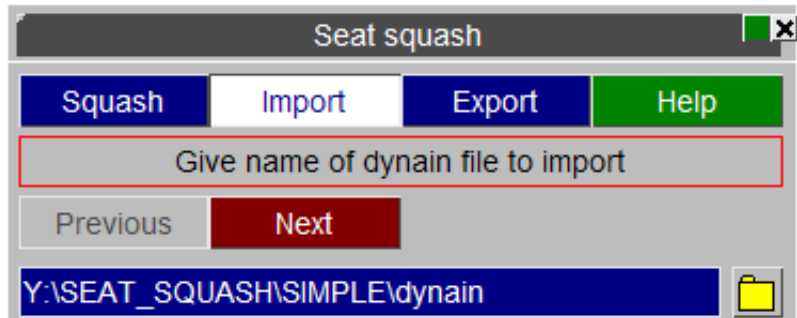 Seat squash
Squash Import Export Help
Give name of dynain file to import
Previous Next
Y:\SEAT_SQUASH\SIMPLE\dynain